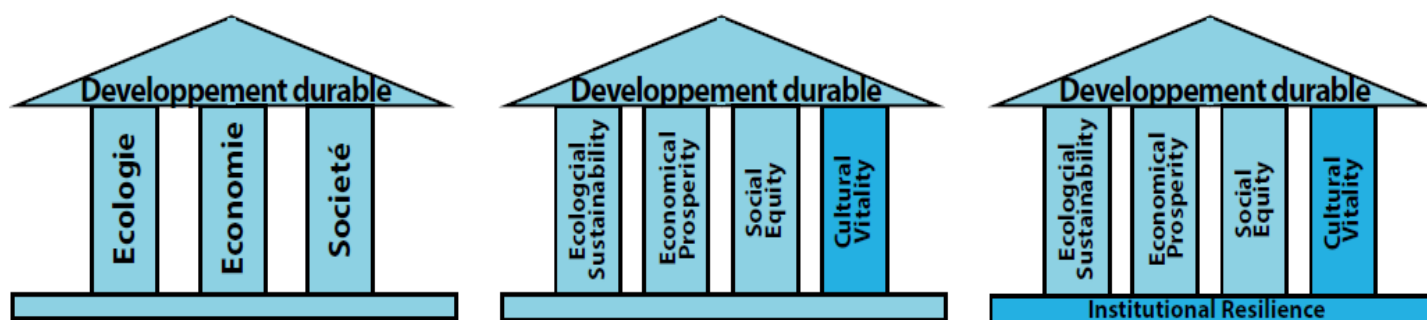 Developpement durable
Ecologie
Economie
Societé
Developpement durable
Ecologcial
Sustainability
Economical
Prosperity
Social
Equity
Cultural
Vitality
Developpement durable
Ecologcial
Sustainability
Economical
Prosperity
Social
Equity
Cultural
Vitality
Institutional Resilience